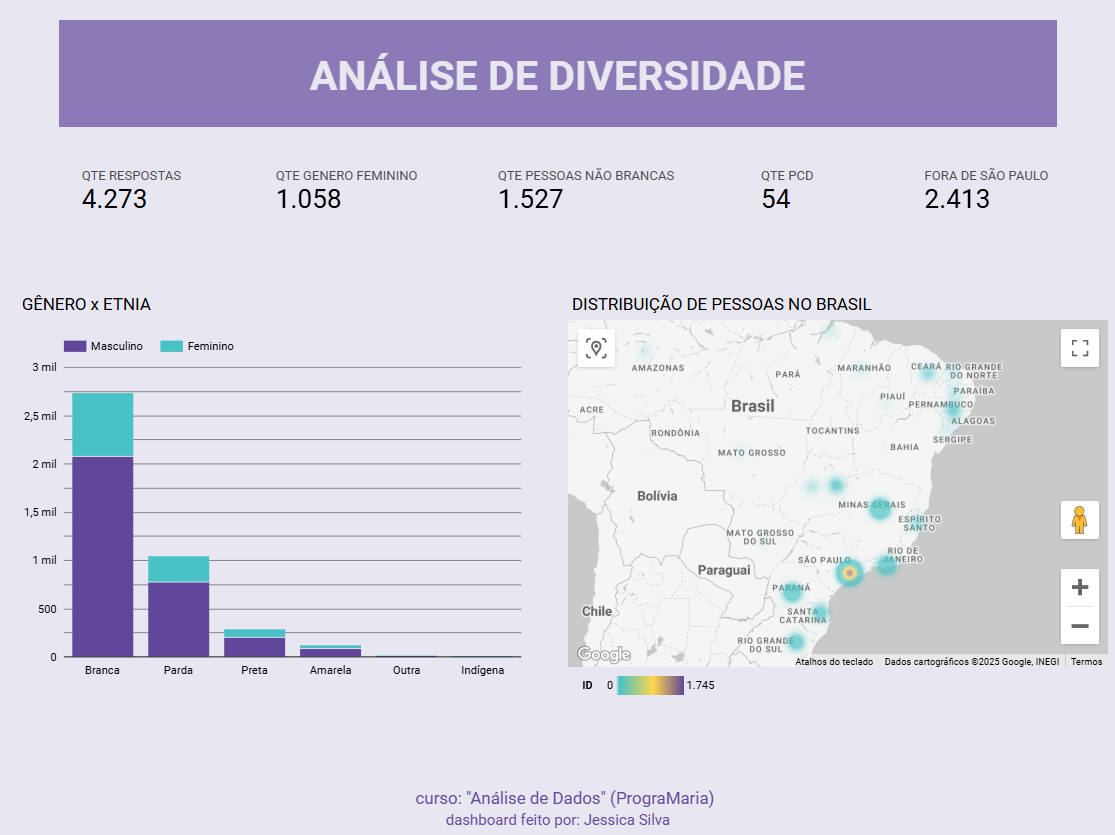 ANÁLISE DE DIVERSIDADE
QTE RESPOSTAS
4.273
QTE GENERO FEMININO
1.058
QTE PESSOAS NÃO BRANCAS
1.527
QTE PCD
54
FORA DE SÃO PAULO
2.413
GÊNERO x ETNIA
Masculino
Feminino
3 mil
2,5 mil
2 mil
1,5 mil
1 mil
500
0
Branca
Parda
Preta
Amarela
Outra
Indígena
DISTRIBUIÇÃO DE PESSOAS NO BRASIL
AMAZONAS
PARÁ
MARANHÃO
CEARÁ
RIO GRANDE
DO NORTE
PARAÍBA
PIAUÍ
PERNAMBUCO
ACRE
Brasil
ALAGOAS
RONDÔNIA
TOCANTINS
SERGIPE
MATO GROSSO
BAHIA
Bolívia
MINAS GERAIS
ESPÍRITO
SANTO
MATO GROSSO
DO SUL
RIO DE
JANEIRO
SÃO PAULO
Paraguai
PARANÁ
Chile
SANTA
CATARINA
RIO GRANDE
DO SUL
Google
Atalhos do teclado
Dados cartográficos ©2025 Google, INEGI
Termos
ID
0
1.745
curso: "Análise de Dados" (PrograMaria)
dashboard feito por: Jessica Silva